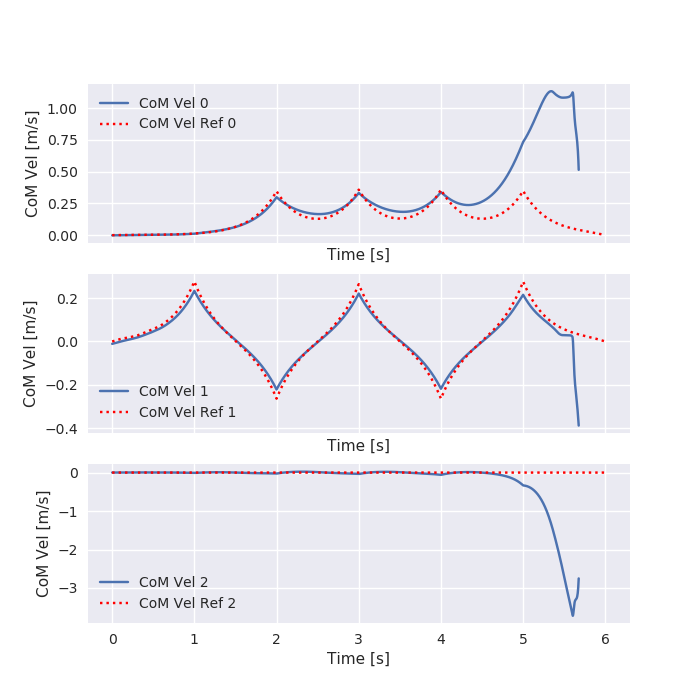 CoM Vel [m/s]
1.00
0.75
0.50
0.25
0.00
CoM Vel 0
CoM Vel Ref 0
Time [s]
CoM Vel [m/s]
0.2
0.0
−0.2
−0.4
CoM Vel 1
CoM Vel Ref 1
Time [s]
CoM Vel [m/s]
0
−1
−2
−3
CoM Vel 2
CoM Vel Ref 2
0 1 2 3 4 5 6
Time [s]